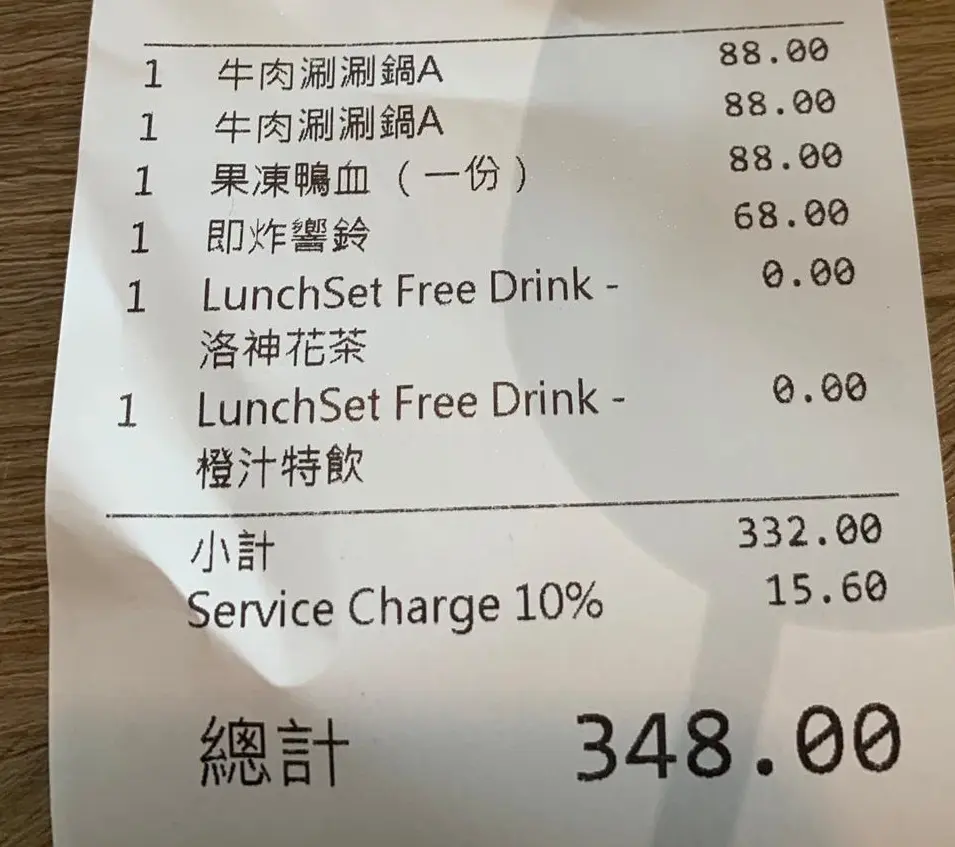 1 牛肉涮涮鍋A 88.00
1 牛肉涮涮鍋A 88.00
1 果凍鴨血（一份） 88.00
1 即炸響鈴 68.00
1 LunchSet Free Drink - 0.00
洛神花茶
1 LunchSet Free Drink - 0.00
橙汁特飲
小計 332.00
Service Charge 10% 15.60
總計 348.00